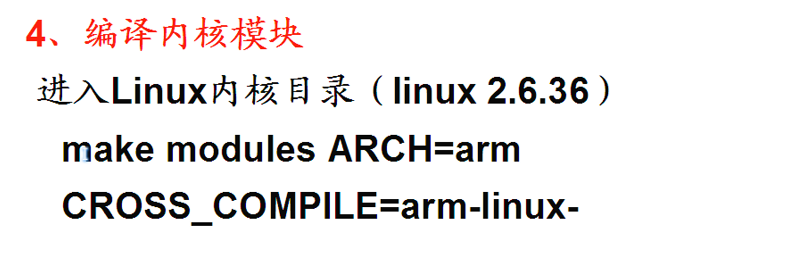 4、编译内核模块
进入Linux内核目录（linux 2.6.36）
make modules ARCH=arm
CROSS_COMPILE=arm-linux-